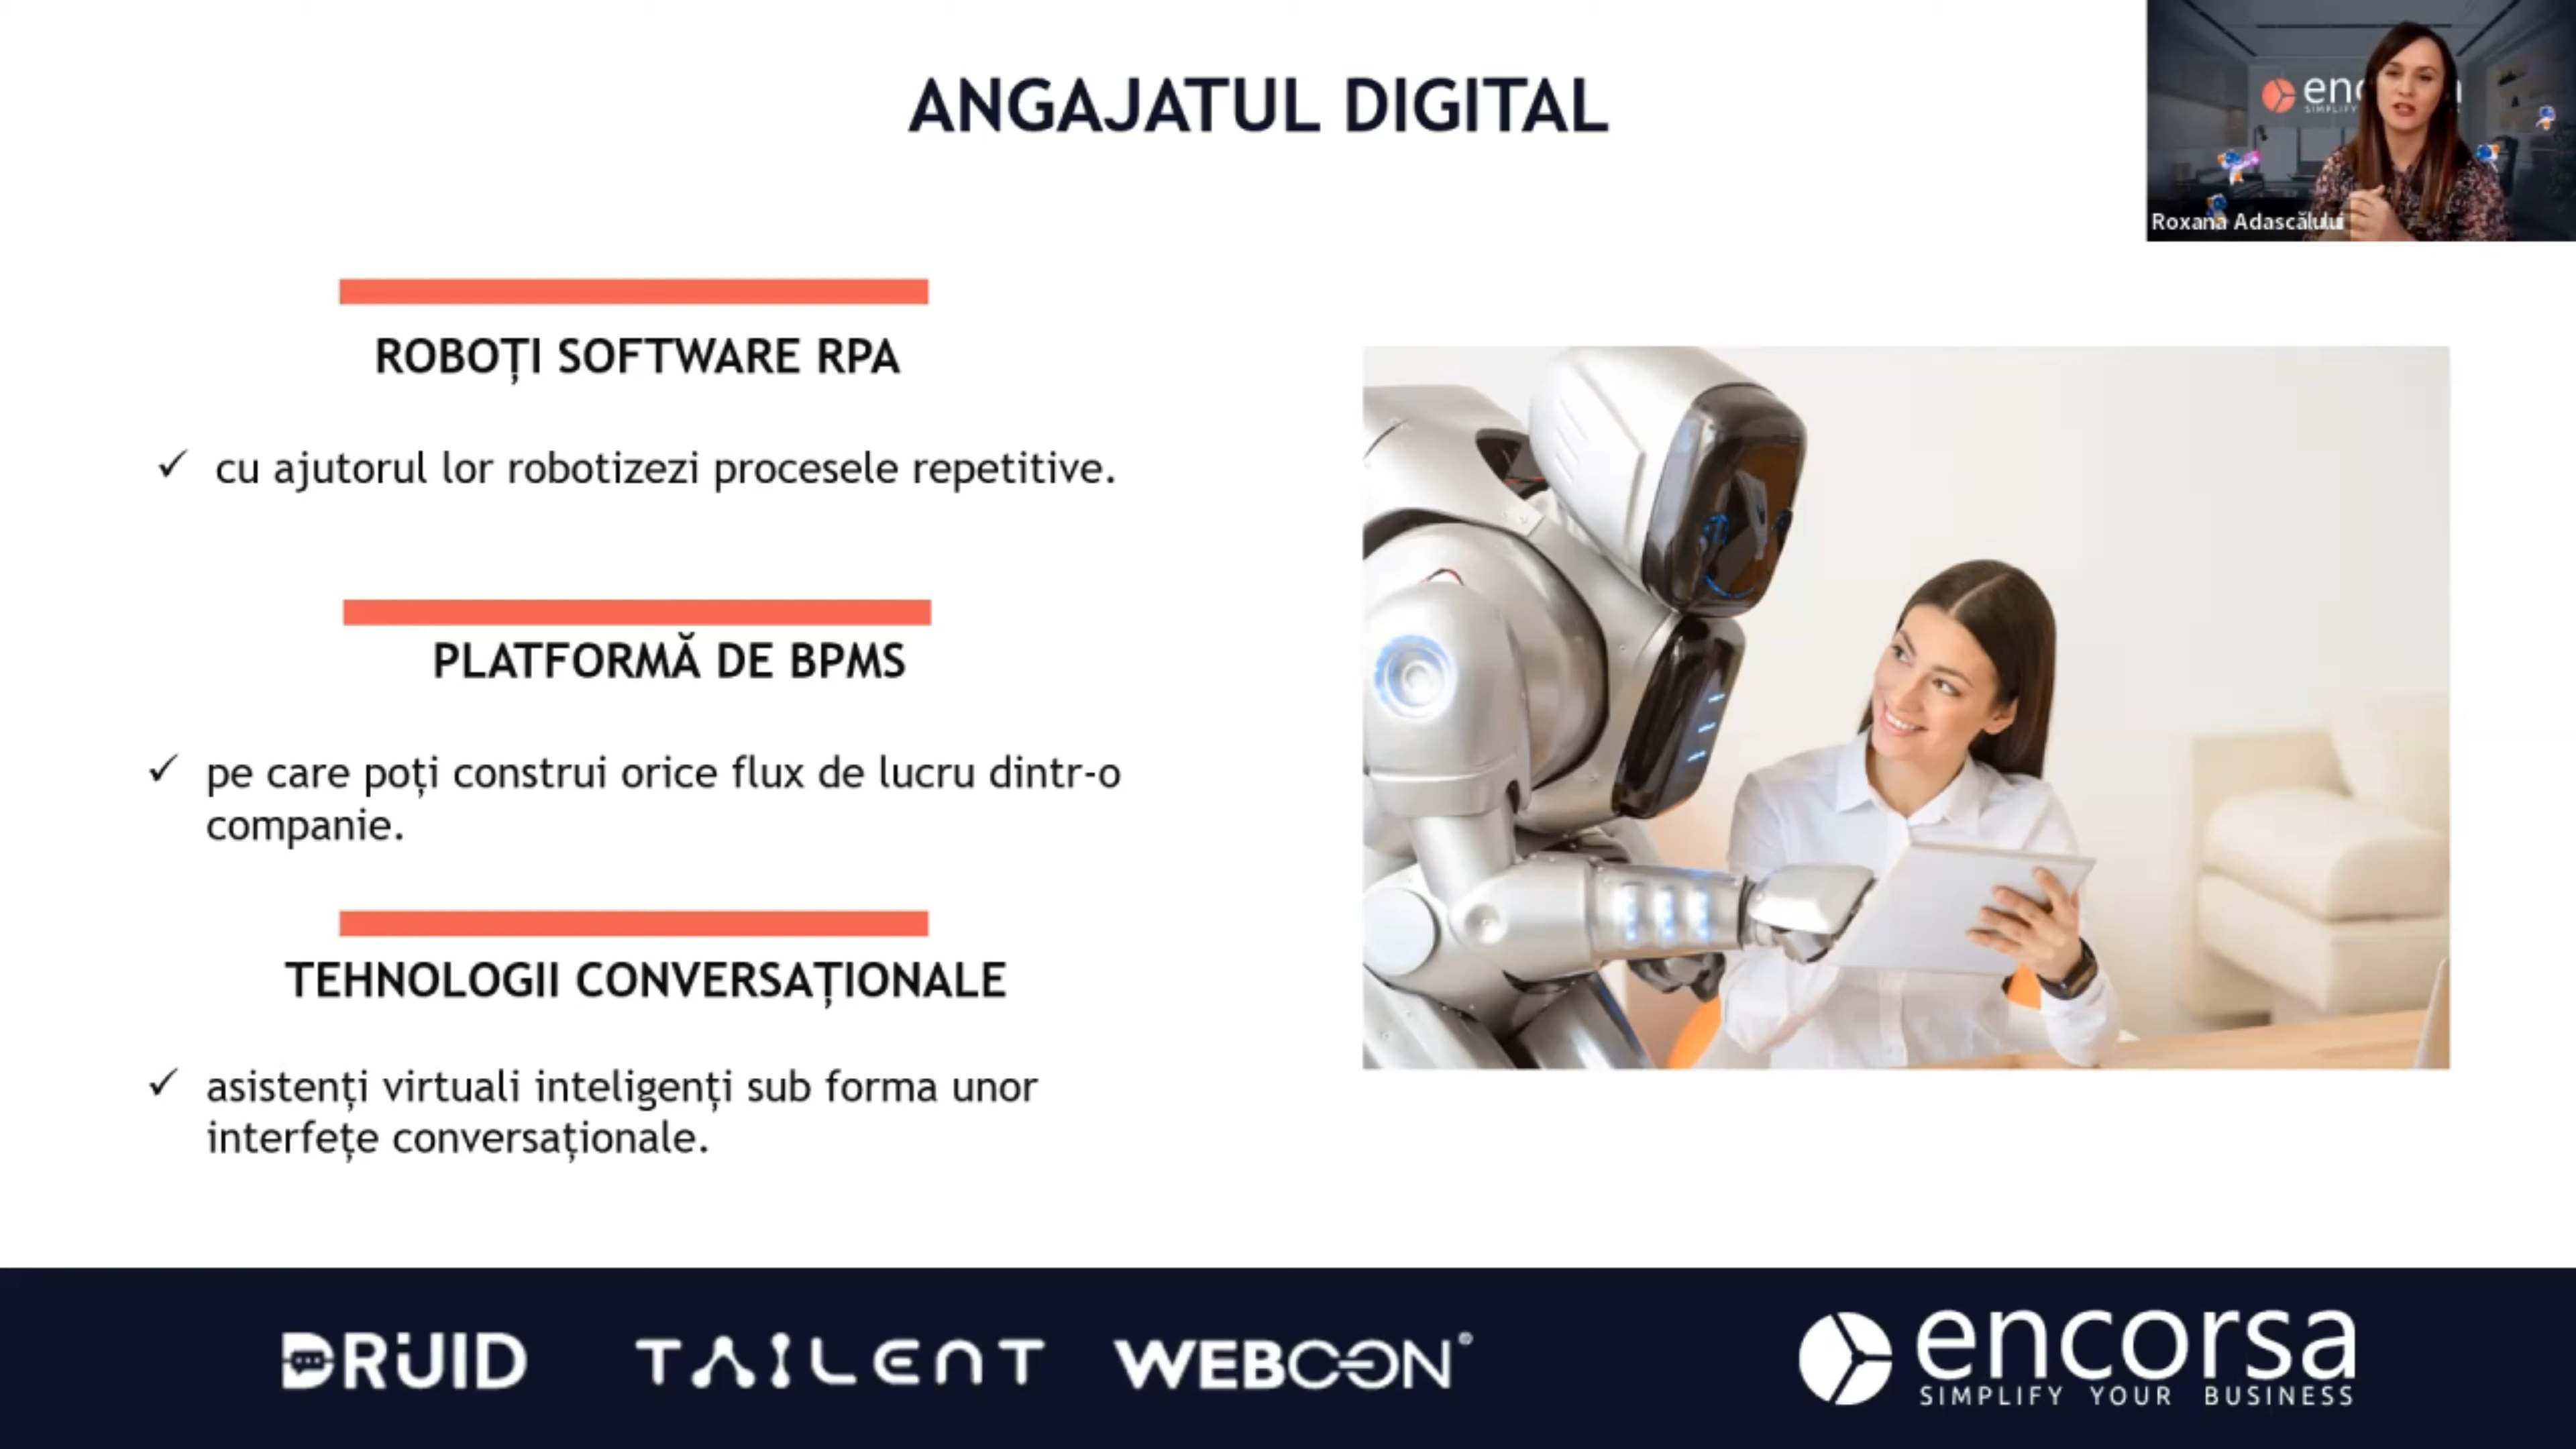 ANGAJATUL DIGITAL
Roxana Adascălului
ROBOȚI SOFTWARE RPA
✓ cu ajutorul lor robotizezi procesele repetitive.
PLATFORMĂ DE BPMS
✓ pe care poți construi orice flux de lucru dintr-o
companie.
TEHNOLOGII CONVERSAȚIONALE
✓ asistenți virtuali inteligenți sub forma unor
interfețe conversaționale.
DRUID
TAILENT
WEBCON®
encorsa
SIMPLIFY YOUR BUSINESS